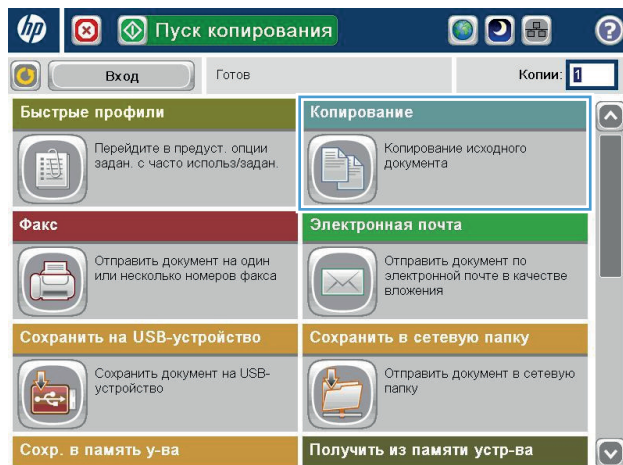 hp Пуск копирования ?
Вход Готов Копии: 1
Быстрые профили
Перейдите в предуст. опции
задан. с часто использ/задан.
Копирование
Копирование исходного
документа
Факс
Отправить документ на один
или несколько номеров факса
Электронная почта
Отправить документ по
электронной почте в качестве
вложения
Сохранить на USB-устройство
Сохранить документ на USB-
устройство
Сохранить в сетевую папку
Отправить документ в сетевую
папку
Сохр. в память у-ва
Получить из памяти устр-ва